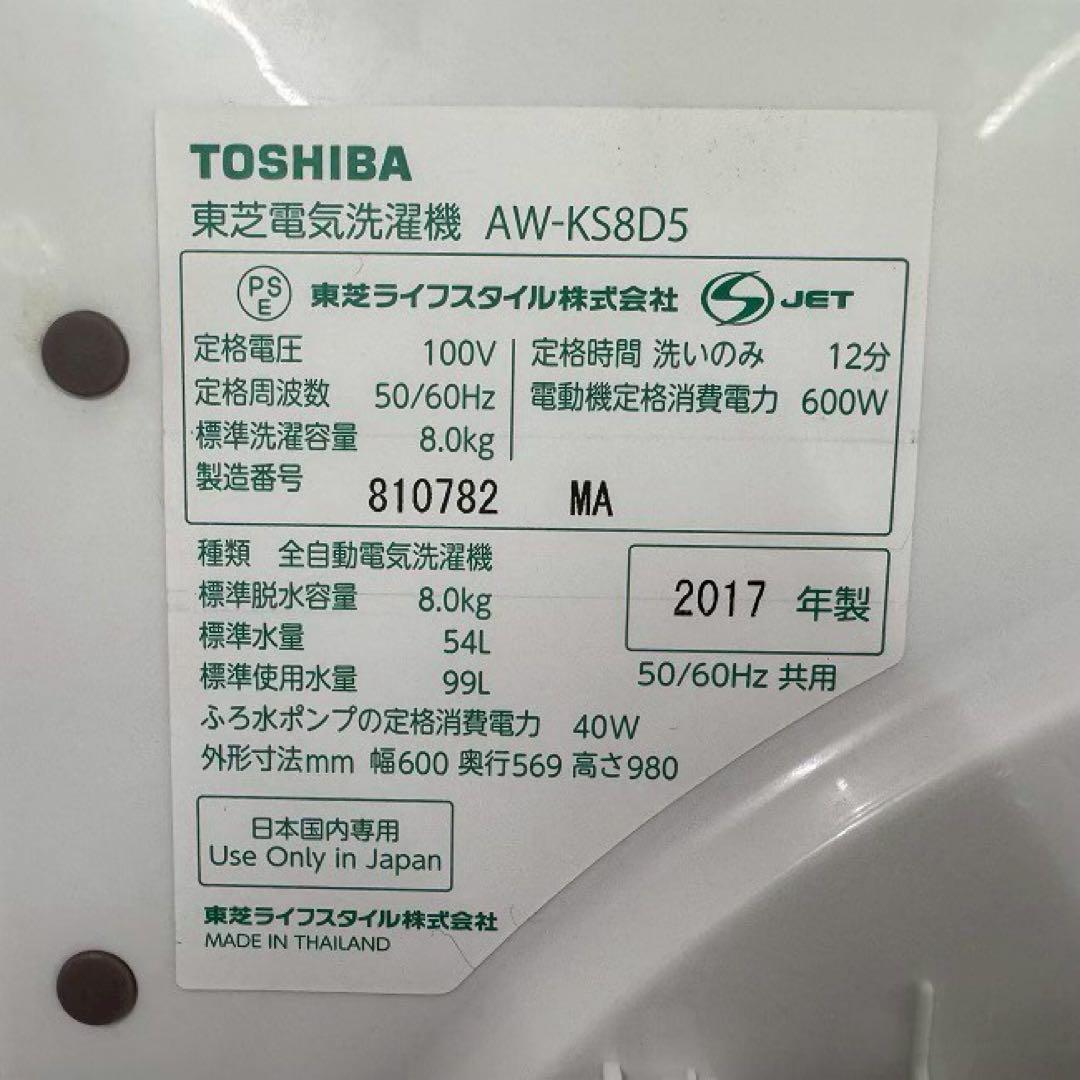 TOSHIBA
東芝電気洗濯機 AW-KS8D5
PSE 東芝ライフスタイル株式会社 S JET
定格電圧 100V
定格周波数 50/60Hz
標準洗濯容量 8.0kg
定格時間 洗いのみ 12分
電動機定格消費電力 600W
製造番号 810782 MA
種類 全自動電気洗濯機
標準脱水容量 8.0kg
標準水量 54L
標準使用水量 99L
2017 年製
50/60Hz 共用
ふろ水ポンプの定格消費電力 40W
外形寸法mm 幅600 奥行569 高さ980
日本国内専用
Use Only in Japan
東芝ライフスタイル株式会社
MADE IN THAILAND